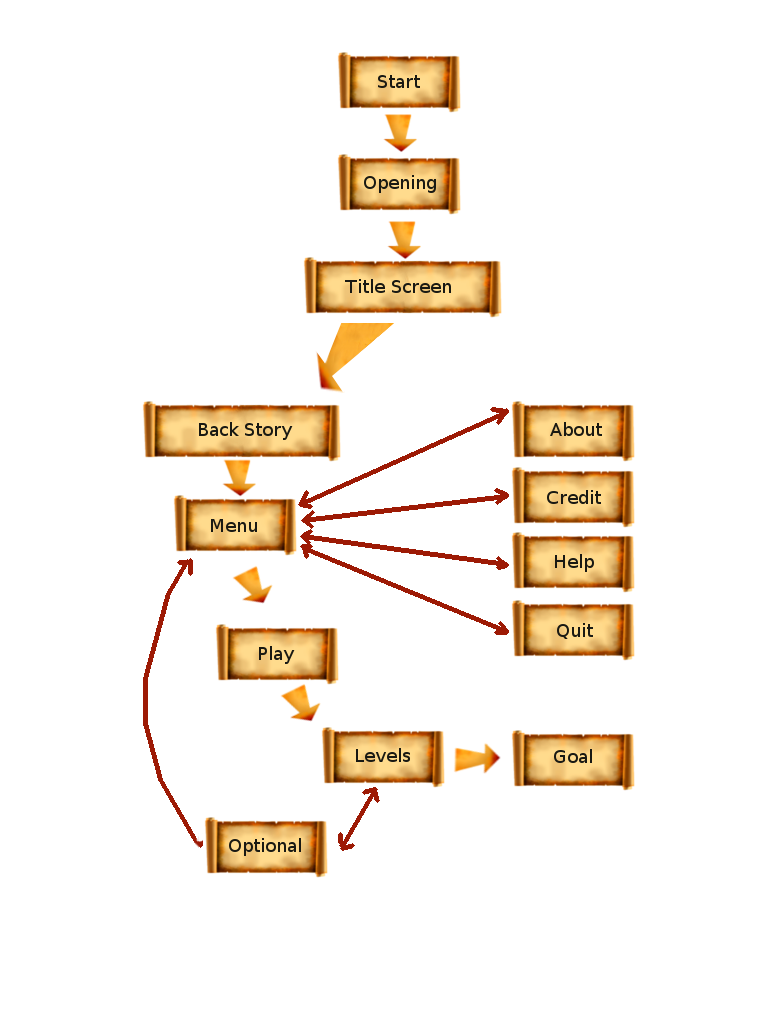 Start
Opening
Title Screen
Back Story
About
Credit
Menu
Help
Quit
Play
Levels
Goal
Optional